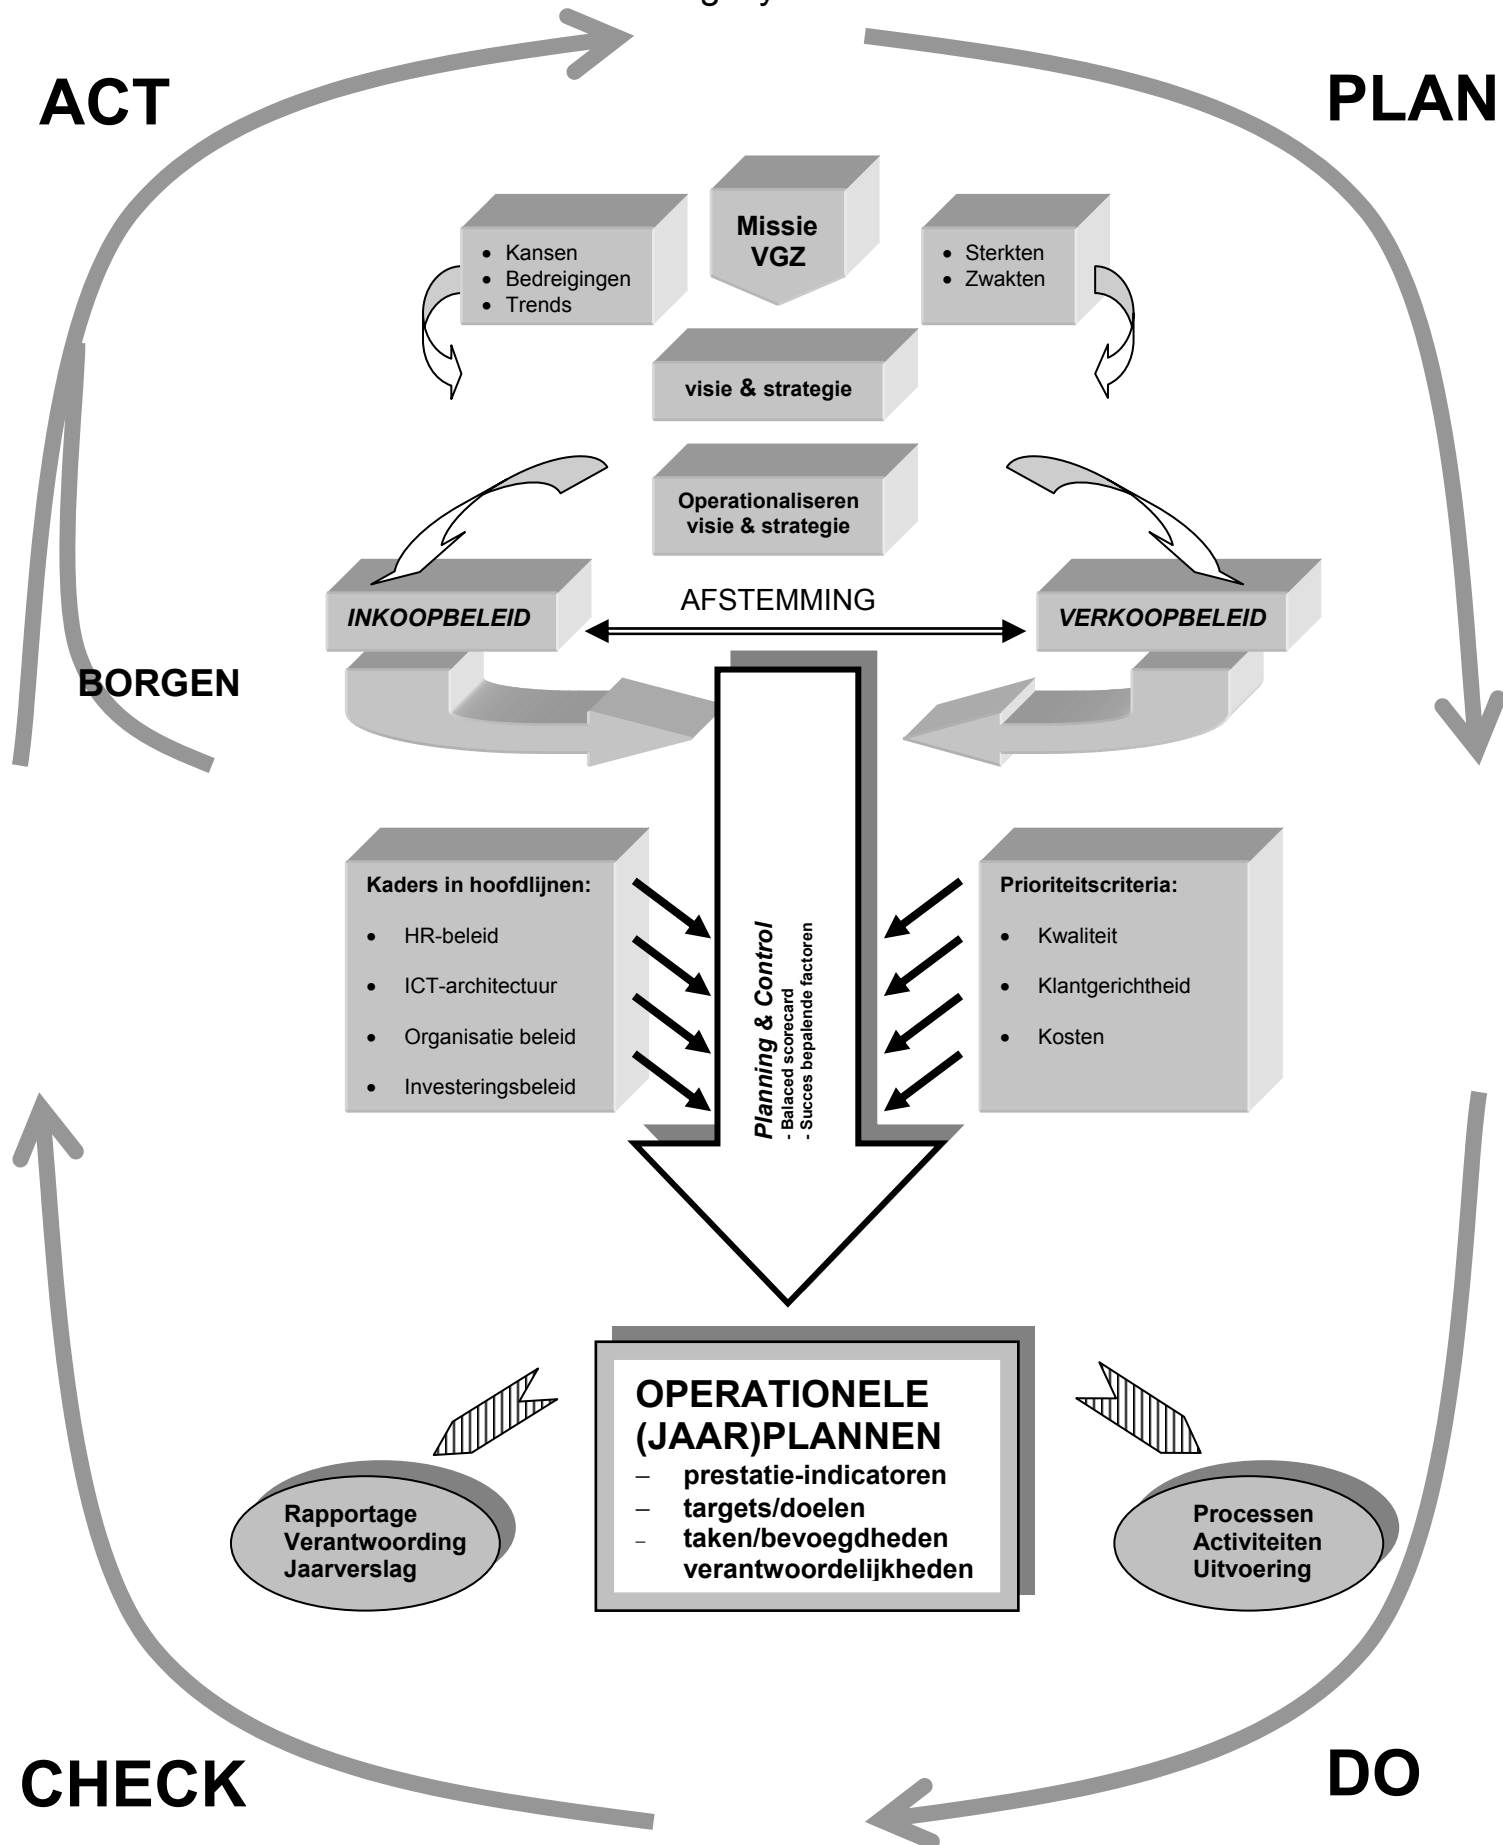 ACT
PLAN
Missie
VGZ
• Kansen
• Bedreigingen
• Trends
• Sterkten
• Zwakten
visie & strategie
Operationaliseren
visie & strategie
AFSTEMMING
INKOOPBELEID
VERKOOPBELEID
BORGEN
Kaders in hoofdlijnen:
• HR-beleid
• ICT-architectuur
• Organisatie beleid
• Investeringsbeleid
Planning & Control
- Balaced scorecard
- Succes bepalende factoren
Prioriteitscriteria:
• Kwaliteit
• Klantgerichtheid
• Kosten
OPERATIONELE
(JAAR)PLANNEN
– prestatie-indicatoren
– targets/doelen
– taken/bevoegdheden
verantwoordelijkheden
Rapportage
Verantwoording
Jaarverslag
Processen
Activiteiten
Uitvoering
CHECK
DO